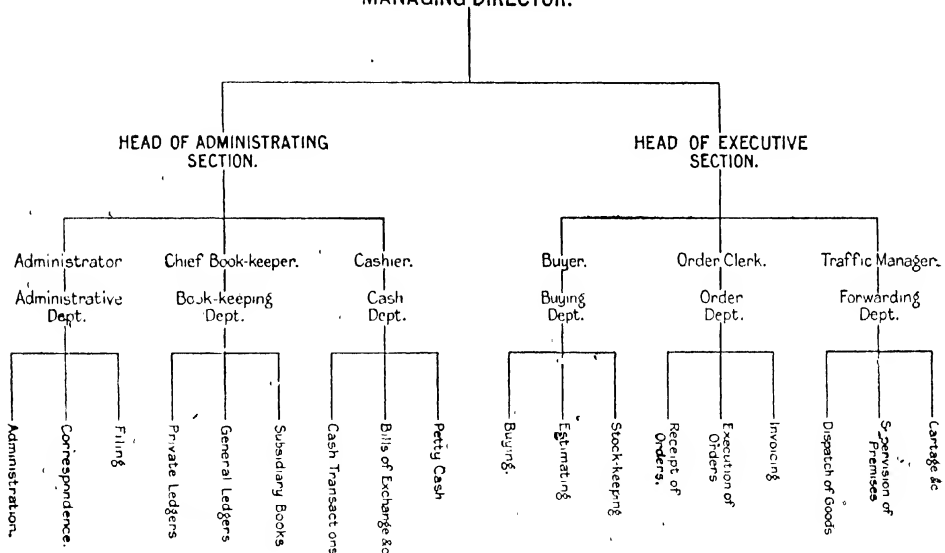 MANAGING DIRECTOR.
HEAD OF ADMINISTRATING
SECTION.
HEAD OF EXECUTIVE
SECTION.
Administrator
Chief Book-keeper.
Cashier.
Buyer.
Order Clerk.
Traffic Manager.
Administrative
Dept.
Book-keeping
Dept.
Cash
Dept.
Buying
Dept.
Order
Dept.
Forwarding
Dept.
Administration.
Correspondence.
Filing
Private Ledgers
General Ledgers
Subsidiary Books
Cash Transactions
Bills of Exchange &c
Petty Cash
Buying.
Estimating
Stock-keeping
Receipt of
Orders.
Execution of
Orders
Invoicing
Dispatch of Goods
Supervision of
Premises
Cartage &c